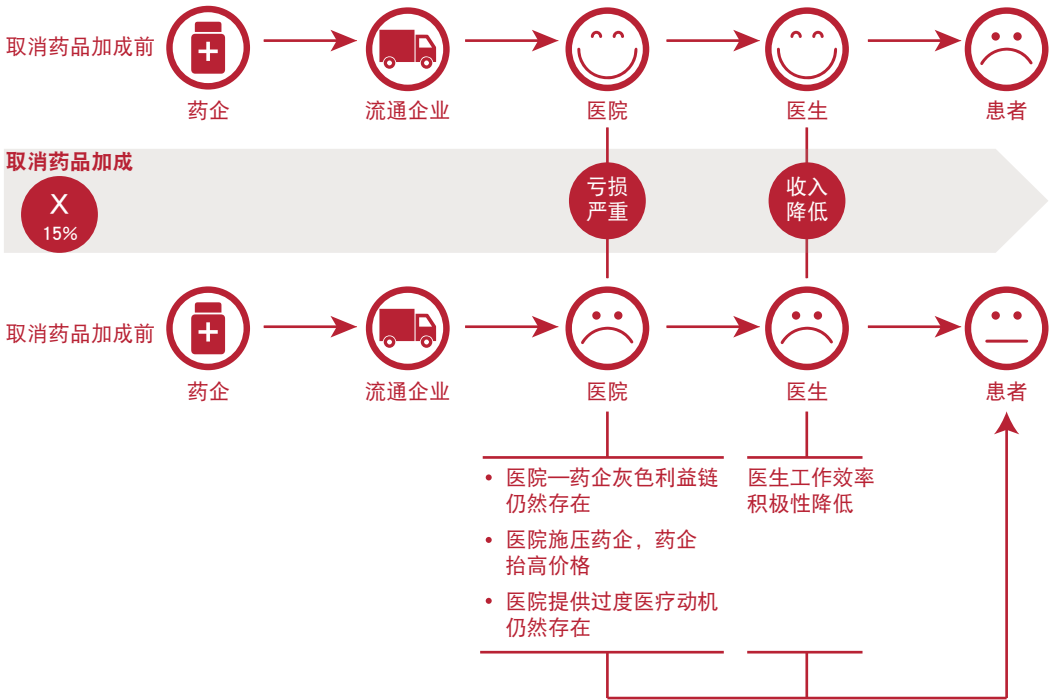 取消药品加成前
药企
流通企业
医院
医生
患者
取消药品加成
X
15%
亏损
严重
收入
降低
取消药品加成前
药企
流通企业
医院
医生
患者
• 医院—药企灰色利益链
仍然存在
• 医院施压药企，药企
抬高价格
• 医院提供过度医疗动机
仍然存在
医生工作效率
积极性降低